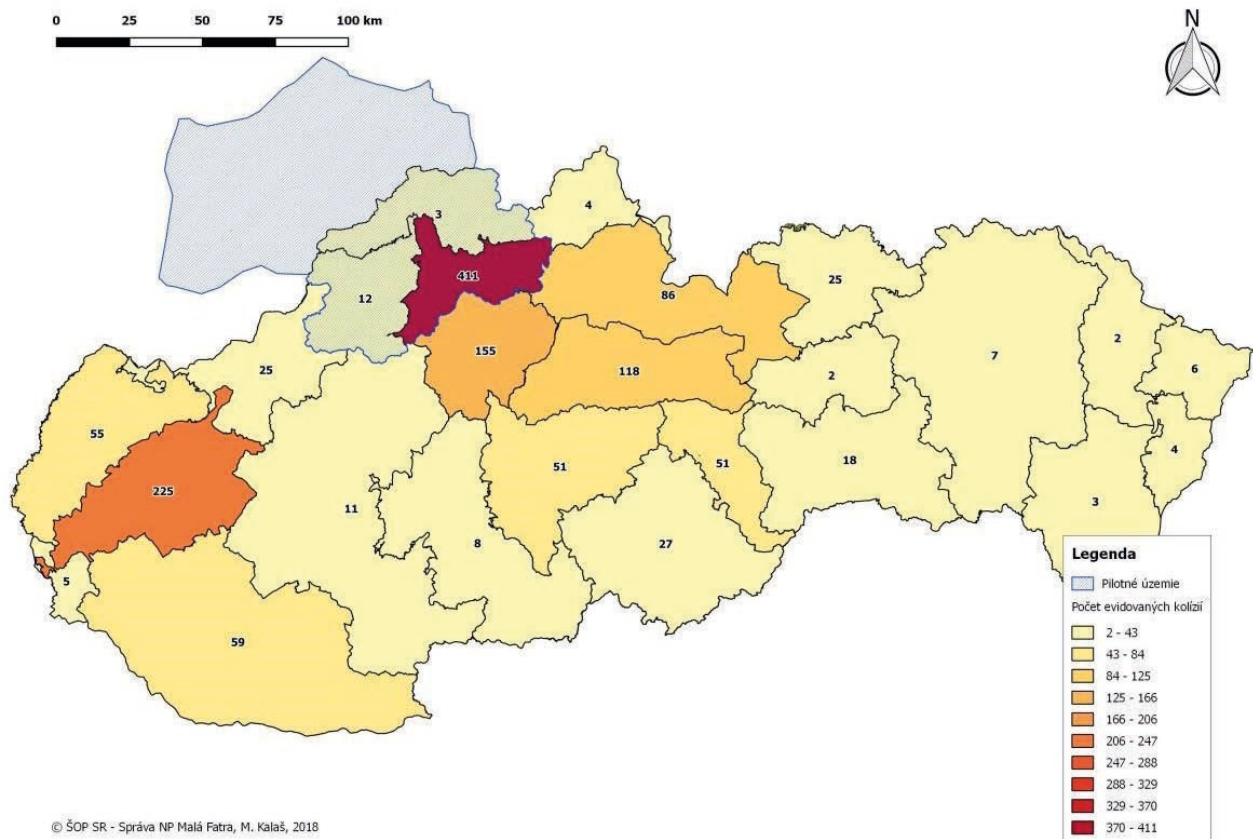 0 25 50 75 100 km
N
4
3
411
12
86
25
7
2
6
155
118
2
25
55
4
225
51
51
18
11
8
27
3
5
59
Legenda
Pilotné územie
Počet evidovaných kolízií
2 - 43
43 - 84
84 - 125
125 - 166
166 - 206
206 - 247
247 - 288
288 - 329
329 - 370
370 - 411
© ŠOP SR - Správa NP Malá Fatra, M. Kalaš, 2018